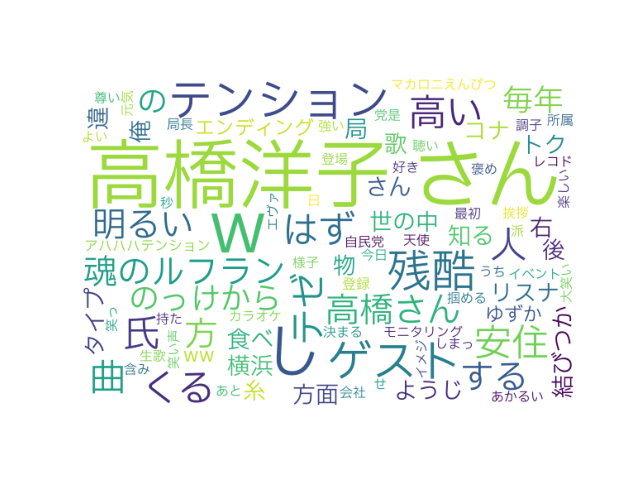 マカロニえんぴつ
尊い
元気
よい
違
の
テンション
高い
毎年
俺
局長
エンディング
強い
局
党是
歌
聴い
コナ
調子
所属
トク
レコド
楽しい
登場
好き
褒め
高橋洋子
さん
さん
秒
エヴァ
日
最初
挨拶
派
明るい
w
はず
世の中
知る
人
右
後
アハハハテンション
自民党
天使
今日
うち
イベント
大笑い
魂のルフラン
様子
物
登録
残酷
掴める
リスナ
のっけから
テゼ
高橋さん
ゆずか
結びつか
タイプ
笑っ
持た
カラオケ
氏
方
食べ
し
決まる
モニタリング
しまっ
イメジ
安住
ww
横浜
ゲスト
する
生歌
笑い声
曲
含み
くる
あと
糸
方面
会社
せ
ようじ
あかるい